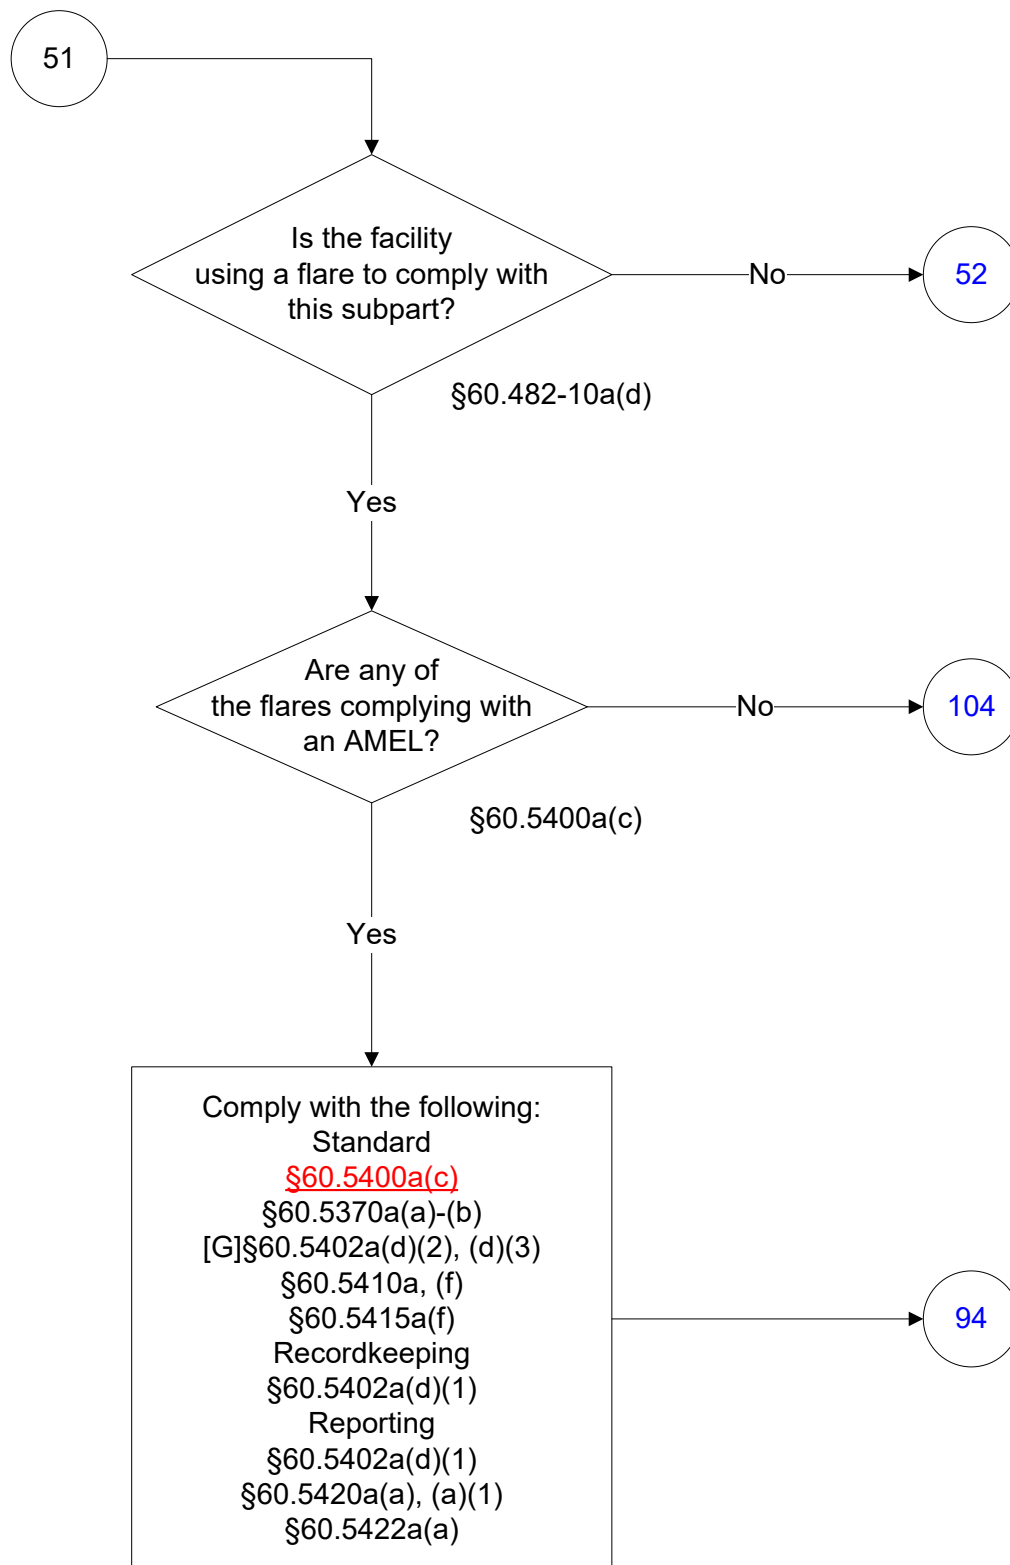 51
Is the facility
using a flare to comply with
this subpart?
No
52
§60.482-10a(d)
Yes
Are any of
the flares complying with
an AMEL?
No
104
§60.5400a(c)
Yes
Comply with the following:
Standard
§60.5400a(c)
§60.5370a(a)-(b)
[G]§60.5402a(d)(2), (d)(3)
§60.5410a, (f)
§60.5415a(f)
Recordkeeping
§60.5402a(d)(1)
Reporting
§60.5402a(d)(1)
§60.5420a(a), (a)(1)
§60.5422a(a)
94